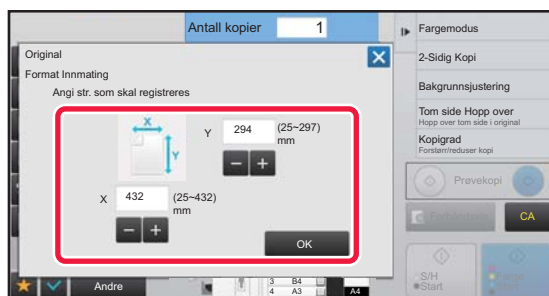 Antall kopier
1
Original
Format Innmating
Angi str. som skal registreres
X
Y
Y 294 (25~297)
mm
X 432 (25~432)
mm
OK
Andre
3 B4
4 A3
A4
Fargemodus
2-Sidig Kopi
Bakgrunnsjustering
Tom side Hopp over
Hopp over tom side i original
Kopigrad
Forstørr/reduser kopi
Prøvekopi
CA
S/H
Start
Start